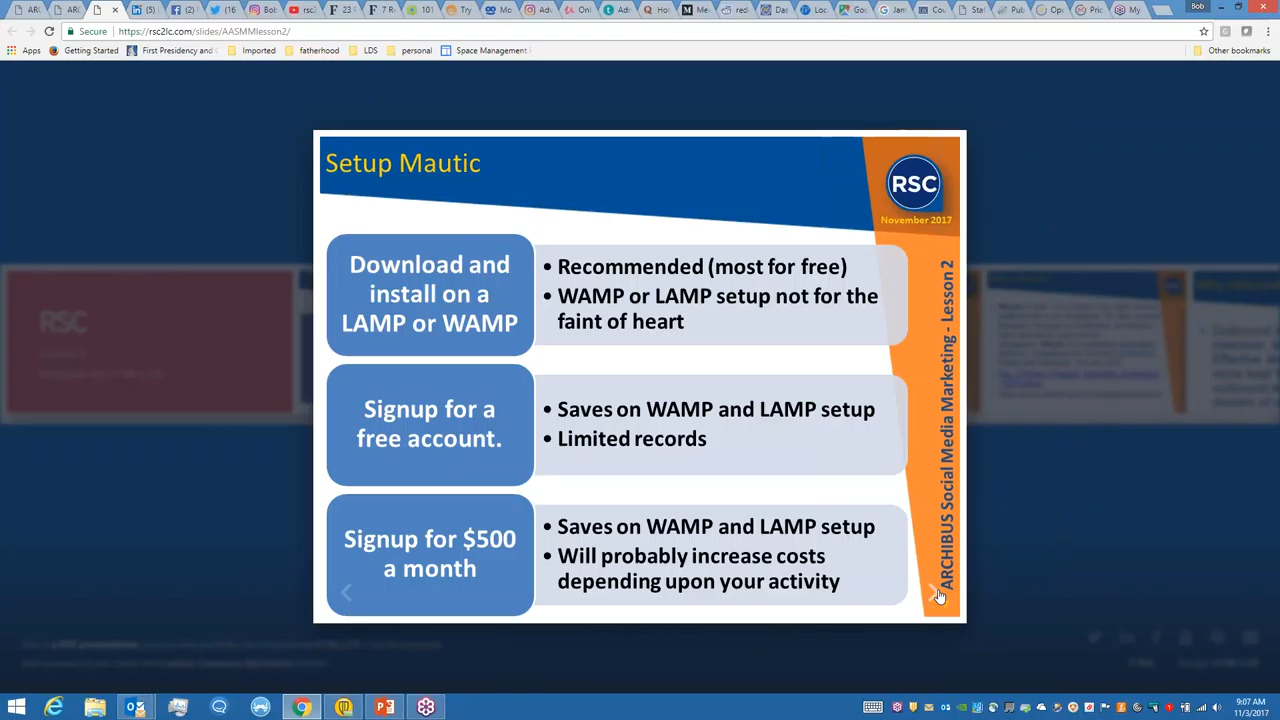 Bob
Secure
https://rsc2lc.com/slides/AASMMlesson2/
Apps
Getting Started
First Presidency and
Imported
fatherhood
LDS
personal
Space Management
Other bookmarks
Setup Mautic
RSC
November 2017
Download and
install on a
LAMP or WAMP
• Recommended (most for free)
• WAMP or LAMP setup not for the
faint of heart
Signup for a
free account.
• Saves on WAMP and LAMP setup
• Limited records
Signup for $500
a month
• Saves on WAMP and LAMP setup
• Will probably increase costs
depending upon your activity
ARCHIBUS Social Media Marketing - Lesson 2
RSC
9:07 AM
11/3/2017